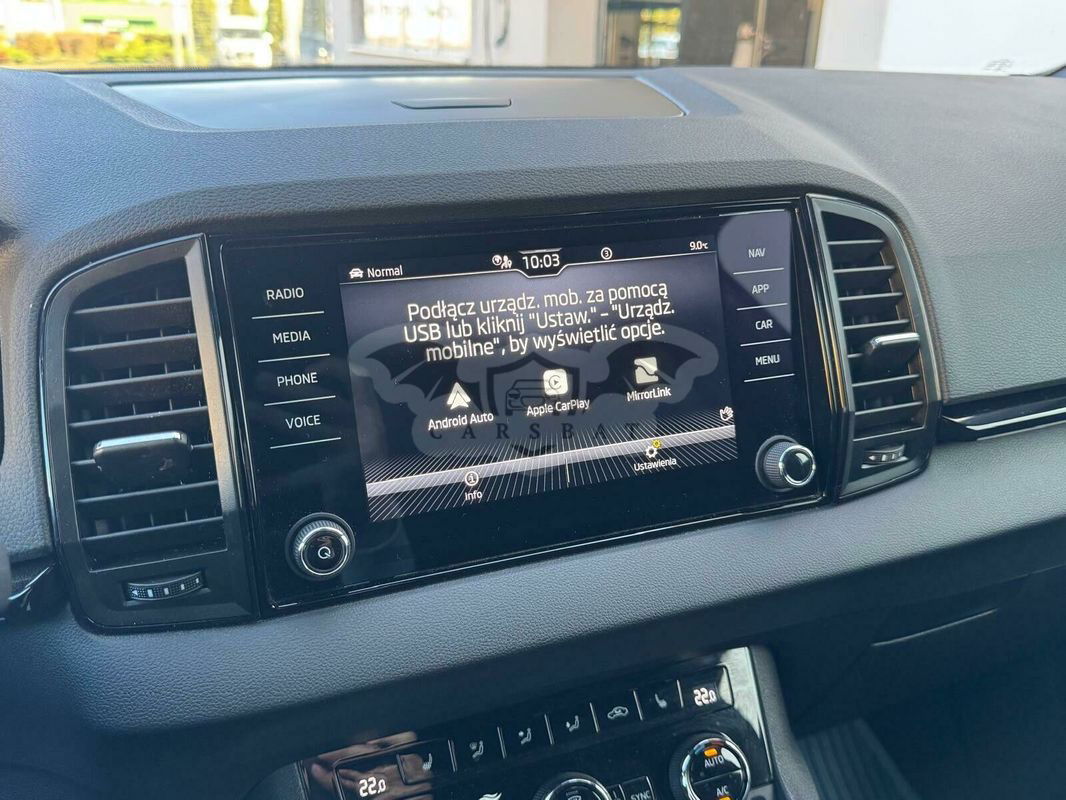 Normal
10:03
3
9.0°C
RADIO
MEDIA
PHONE
VOICE
NAV
APP
CAR
MENU
Podłącz urządz. mob. za pomocą
USB lub kliknij "Ustaw." - "Urządz.
mobilne", by wyświetlić opcje.
Android Auto
Apple CarPlay
MirrorLink
CARSBAT
Info
Ustawienia
22.0
22.0
AUTO
A/C
SYNC